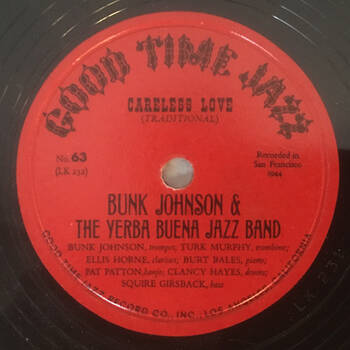 GOOD TIME JAZZ
CARELESS LOVE
(TRADITIONAL)
No. 63
(LK 232)
Recorded in
San Francisco
1944
BUNK JOHNSON &
THE YERBA BUENA JAZZ BAND
BUNK JOHNSON, trumpet; TURK MURPHY, trombone;
ELLIS HORNE, clarinet; BURT BALES, piano;
PAT PATTON, banjo; CLANCY HAYES, drums;
SQUIRE GIRSBACK, bass
GOOD TIME JAZZ RECORD CO., INC., LOS ANGELES, CALIFORNIA